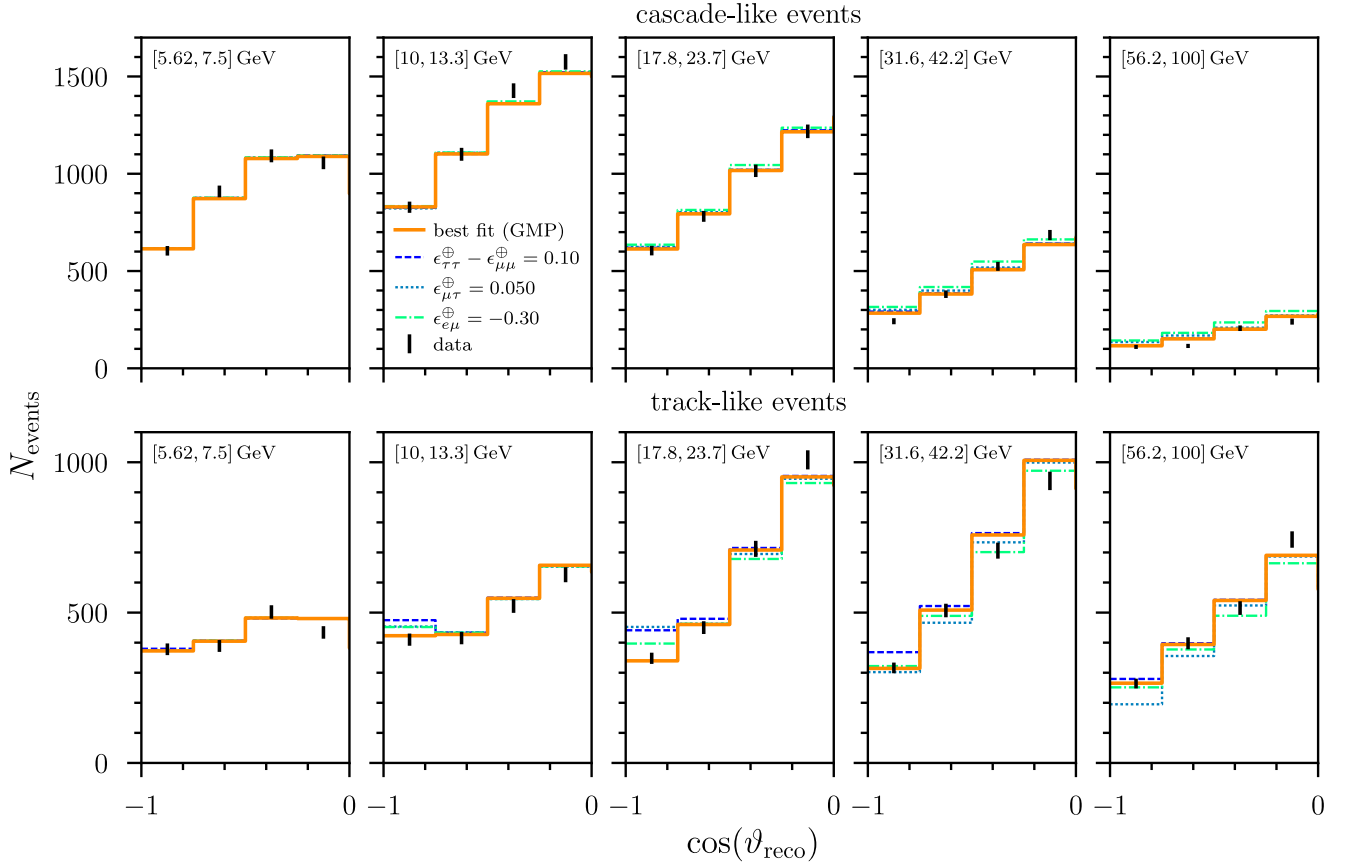 cascade-like events
[5.62, 7.5] GeV
[10, 13.3] GeV
[17.8, 23.7] GeV
[31.6, 42.2] GeV
[56.2, 100] GeV
1500
1000
500
0
best fit (GMP)
ϵ⊕ττ − ϵ⊕μμ = 0.10
ϵ⊕μτ = 0.050
ϵ⊕eμ = −0.30
data
track-like events
[5.62, 7.5] GeV
[10, 13.3] GeV
[17.8, 23.7] GeV
[31.6, 42.2] GeV
[56.2, 100] GeV
Nevents
1000
500
0
−1 0 −1 0 −1 0 −1 0 −1 0
cos(ϑreco)